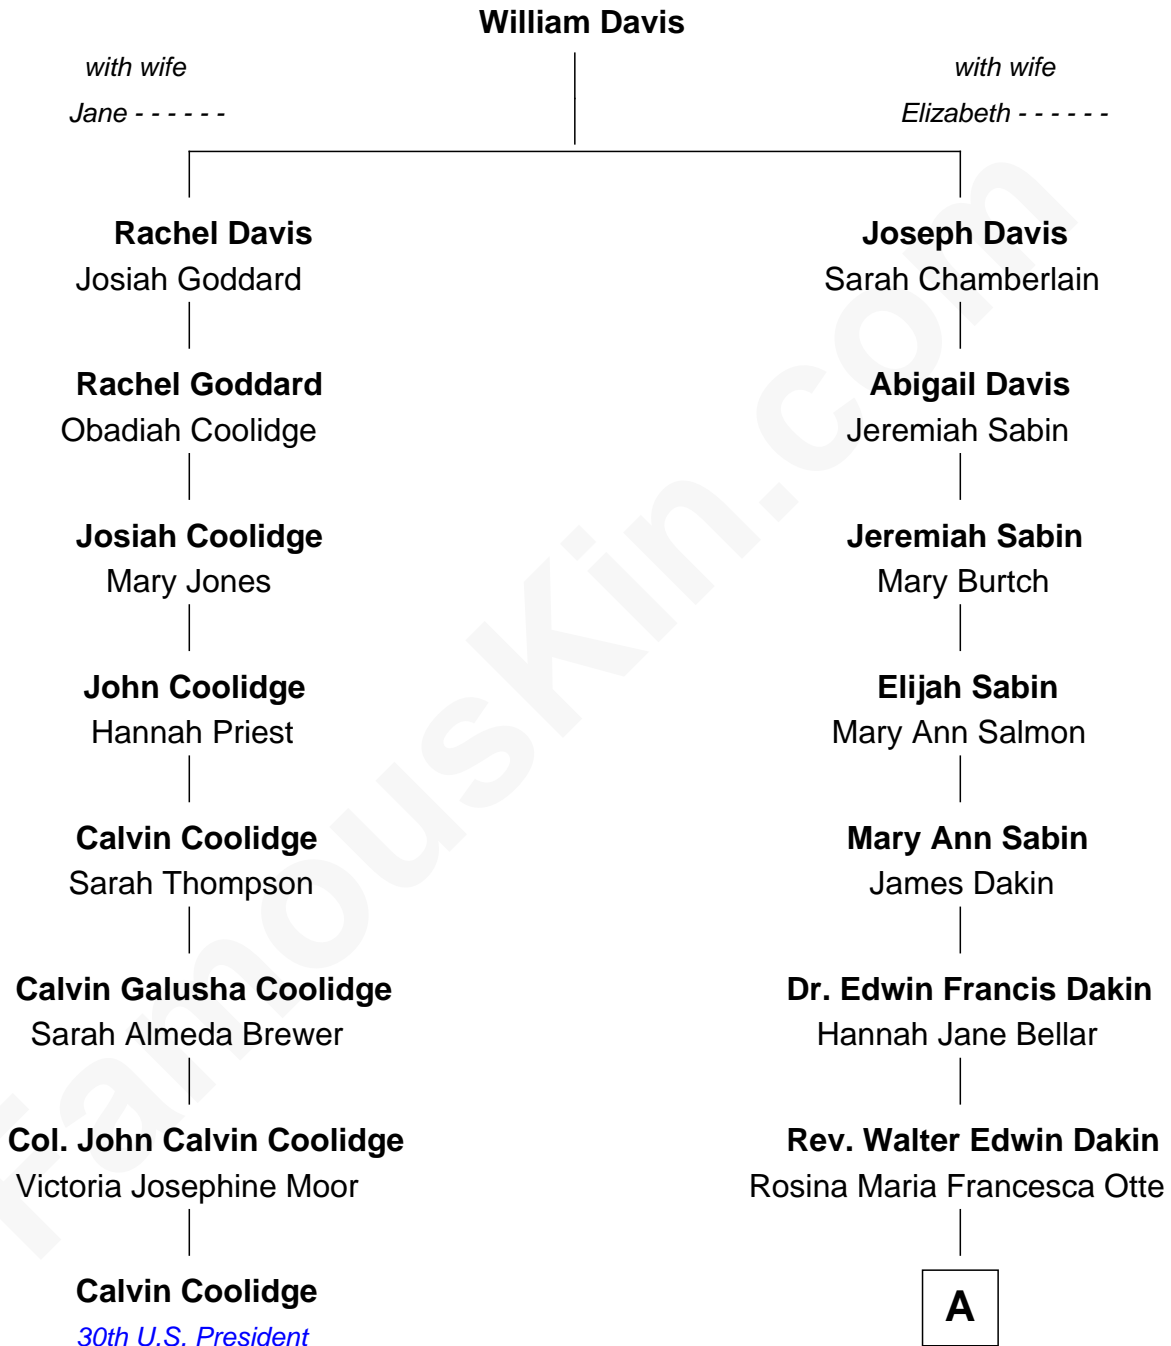 William Davis
with wife
Jane - - - - - -
with wife
Elizabeth - - - - - -
Rachel Davis
Josiah Goddard
Joseph Davis
Sarah Chamberlain
Rachel Goddard
Obadiah Coolidge
Abigail Davis
Jeremiah Sabin
Josiah Coolidge
Mary Jones
Jeremiah Sabin
Mary Burtch
John Coolidge
Hannah Priest
Elijah Sabin
Mary Ann Salmon
Calvin Coolidge
Sarah Thompson
Mary Ann Sabin
James Dakin
Calvin Galusha Coolidge
Sarah Almeda Brewer
Dr. Edwin Francis Dakin
Hannah Jane Bellar
Col. John Calvin Coolidge
Victoria Josephine Moor
Rev. Walter Edwin Dakin
Rosina Maria Francesca Otte
Calvin Coolidge
30th U.S. President
A
FamousKin.com